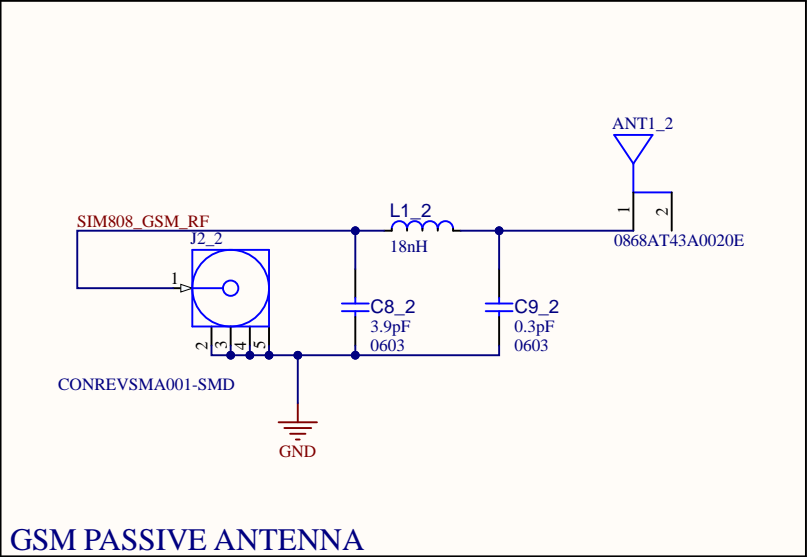 ANT1_2
1
2
0868AT43A0020E
SIM808_GSM_RF
J2_2
L1_2
18nH
1
C8_2
3.9pF
0603
C9_2
0.3pF
0603
2
3
4
5
CONREVSMA001-SMD
GND
GSM PASSIVE ANTENNA